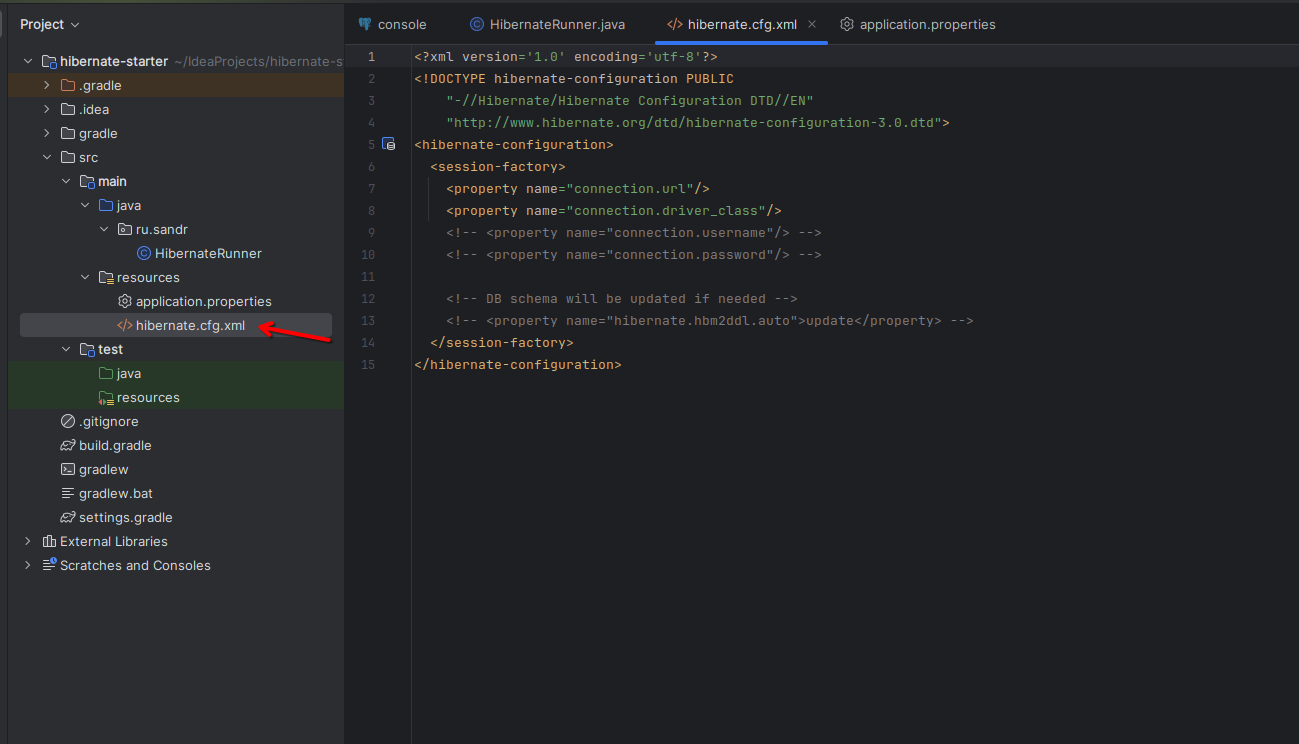 Project
hibernate-starter ~/IdeaProjects/hibernate-s
.gradle
.idea
gradle
src
main
java
ru.sandr
HibernateRunner
resources
application.properties
hibernate.cfg.xml
test
java
resources
.gitignore
build.gradle
gradlew
gradlew.bat
settings.gradle
External Libraries
Scratches and Consoles
console HibernateRunner.java hibernate.cfg.xml application.properties
1 <?xml version='1.0' encoding='utf-8'?>
2 <!DOCTYPE hibernate-configuration PUBLIC
3 "-//Hibernate/Hibernate Configuration DTD//EN"
4 "http://www.hibernate.org/dtd/hibernate-configuration-3.0.dtd">
5 <hibernate-configuration>
6 <session-factory>
7 <property name="connection.url"/>
8 <property name="connection.driver_class"/>
9 <!-- <property name="connection.username"/> -->
10 <!-- <property name="connection.password"/> -->
11
12 <!-- DB schema will be updated if needed -->
13 <!-- <property name="hibernate.hbm2ddl.auto">update</property> -->
14 </session-factory>
15 </hibernate-configuration>